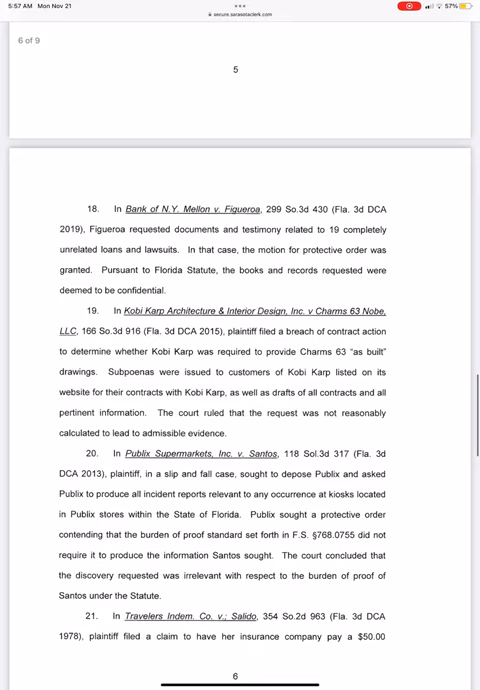 5:57 AM Mon Nov 21
57%
secure.sarasotaclerk.com
6 of 9
5
18. In Bank of N.Y. Mellon v. Figueroa, 299 So.3d 430 (Fla. 3d DCA
2019), Figueroa requested documents and testimony related to 19 completely
unrelated loans and lawsuits. In that case, the motion for protective order was
granted. Pursuant to Florida Statute, the books and records requested were
deemed to be confidential.
19. In Kobi Karp Architecture & Interior Design, Inc. v Charms 63 Nobe,
LLC, 166 So.3d 916 (Fla. 3d DCA 2015), plaintiff filed a breach of contract action
to determine whether Kobi Karp was required to provide Charms 63 “as built”
drawings. Subpoenas were issued to customers of Kobi Karp listed on its
website for their contracts with Kobi Karp, as well as drafts of all contracts and all
pertinent information. The court ruled that the request was not reasonably
calculated to lead to admissible evidence.
20. In Publix Supermarkets, Inc. v. Santos, 118 Sol.3d 317 (Fla. 3d
DCA 2013), plaintiff, in a slip and fall case, sought to depose Publix and asked
Publix to produce all incident reports relevant to any occurrence at kiosks located
in Publix stores within the State of Florida. Publix sought a protective order
contending that the burden of proof standard set forth in F.S. §768.0755 did not
require it to produce the information Santos sought. The court concluded that
the discovery requested was irrelevant with respect to the burden of proof of
Santos under the Statute.
21. In Travelers Indem. Co. v.; Salido, 354 So.2d 963 (Fla. 3d DCA
1978), plaintiff filed a claim to have her insurance company pay a $50.00
6